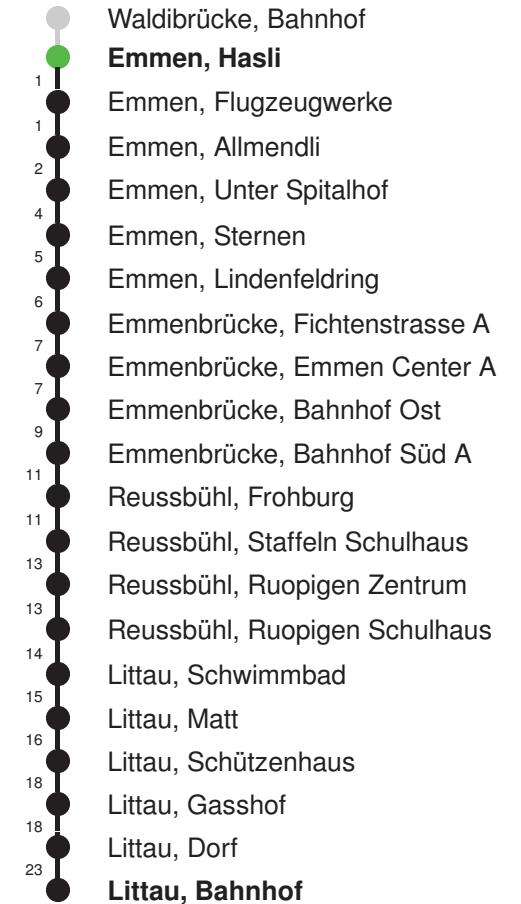 Waldibrücke, Bahnhof
Emmen, Hasli
1 Emmen, Flugzeugwerke
1 Emmen, Allmendli
2 Emmen, Unter Spitalhof
4 Emmen, Sternen
5 Emmen, Lindenfeldring
6 Emmenbrücke, Fichtenstrasse A
7 Emmenbrücke, Emmen Center A
7 Emmenbrücke, Bahnhof Ost
9 Emmenbrücke, Bahnhof Süd A
11 Reussbühl, Frohburg
11 Reussbühl, Staffeln Schulhaus
13 Reussbühl, Ruopigen Zentrum
13 Reussbühl, Ruopigen Schulhaus
14 Littau, Schwimmbad
15 Littau, Matt
16 Littau, Schützenhaus
18 Littau, Gasshof
18 Littau, Dorf
23 Littau, Bahnhof